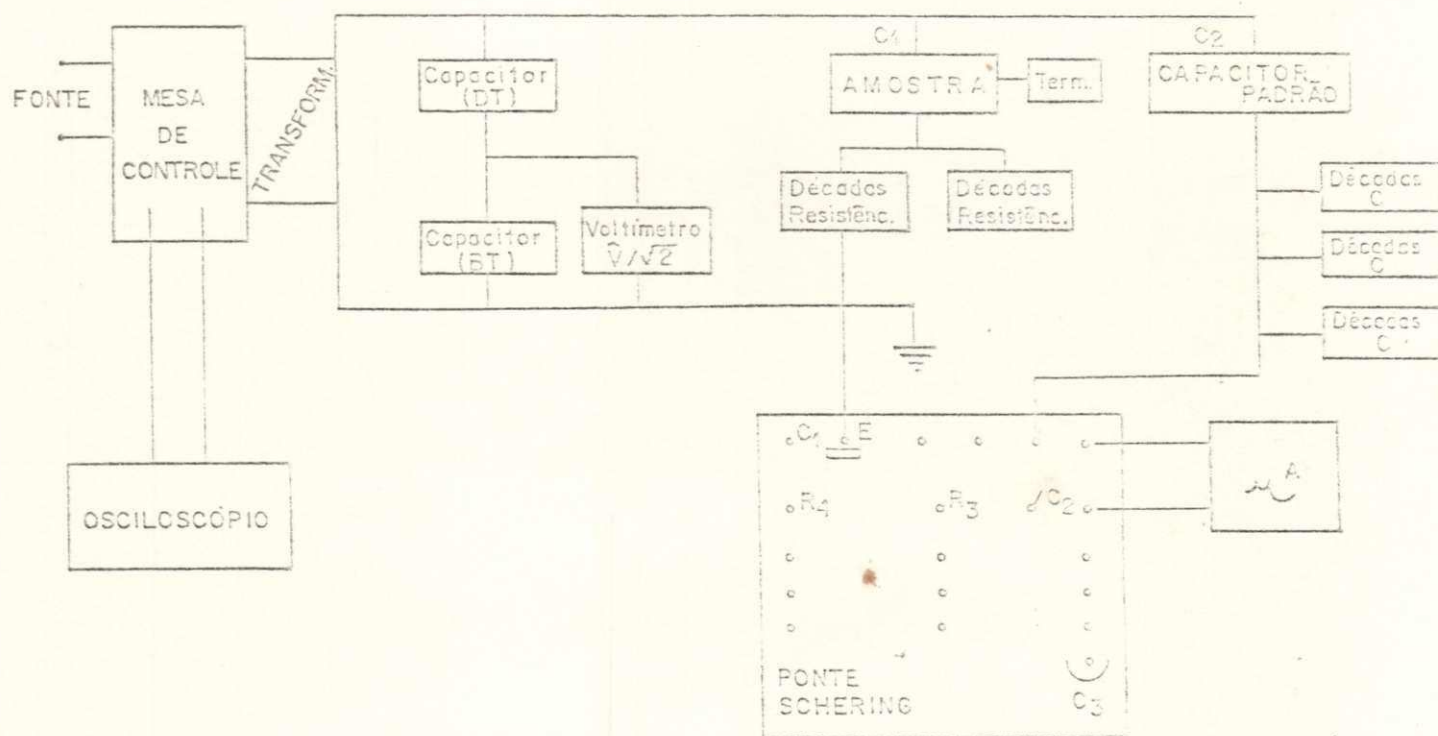 FONTE
MESA
DE
CONTROLE
TRANSFORM.
Capacitor
(DT)
Capacitor
(BT)
Voltímetro
V̂/√2
C1
AMOSTRA
Term.
Décadas
Resistênc.
Décadas
Resistênc.
C2
CAPACITOR
PADRÃO
Décadas
C
Décadas
C
Décadas
C
OSCILOSCÓPIO
C1
E
R4
R3
C2
μA
PONTE
SCHERING
C3